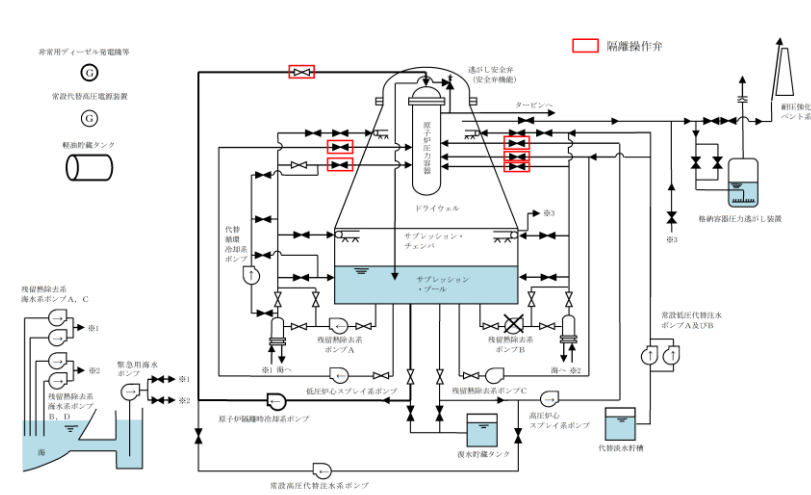 隔離操作弁
非常用ディーゼル発電機等
G
常設代替高圧電源装置
G
軽油貯蔵タンク
逃がし安全弁
(安全弁機能)
タービンへ
耐圧強化
ベント系
原子炉圧力容器
ドライウェル
格納容器圧力逃がし装置
※3
※3
代替
循環
冷却系
ポンプ
サプレッション・
チェンバ
サプレッション
・プール
残留熱除去系
海水系ポンプA、C
※1
※2
残留熱除去系
海水系ポンプ
B、D
緊急用海水
ポンプ
※1
※2
海
残留熱除去系
ポンプA
残留熱除去系
ポンプB
※1 海へ
海へ ※2
常設低圧代替注水
ポンプA及びB
低圧炉心スプレイ系ポンプ
残留熱除去系ポンプC
原子炉隔離時冷却系ポンプ
高圧炉心
スプレイ系ポンプ
復水貯蔵タンク
代替淡水貯槽
常設高圧代替注水系ポンプ